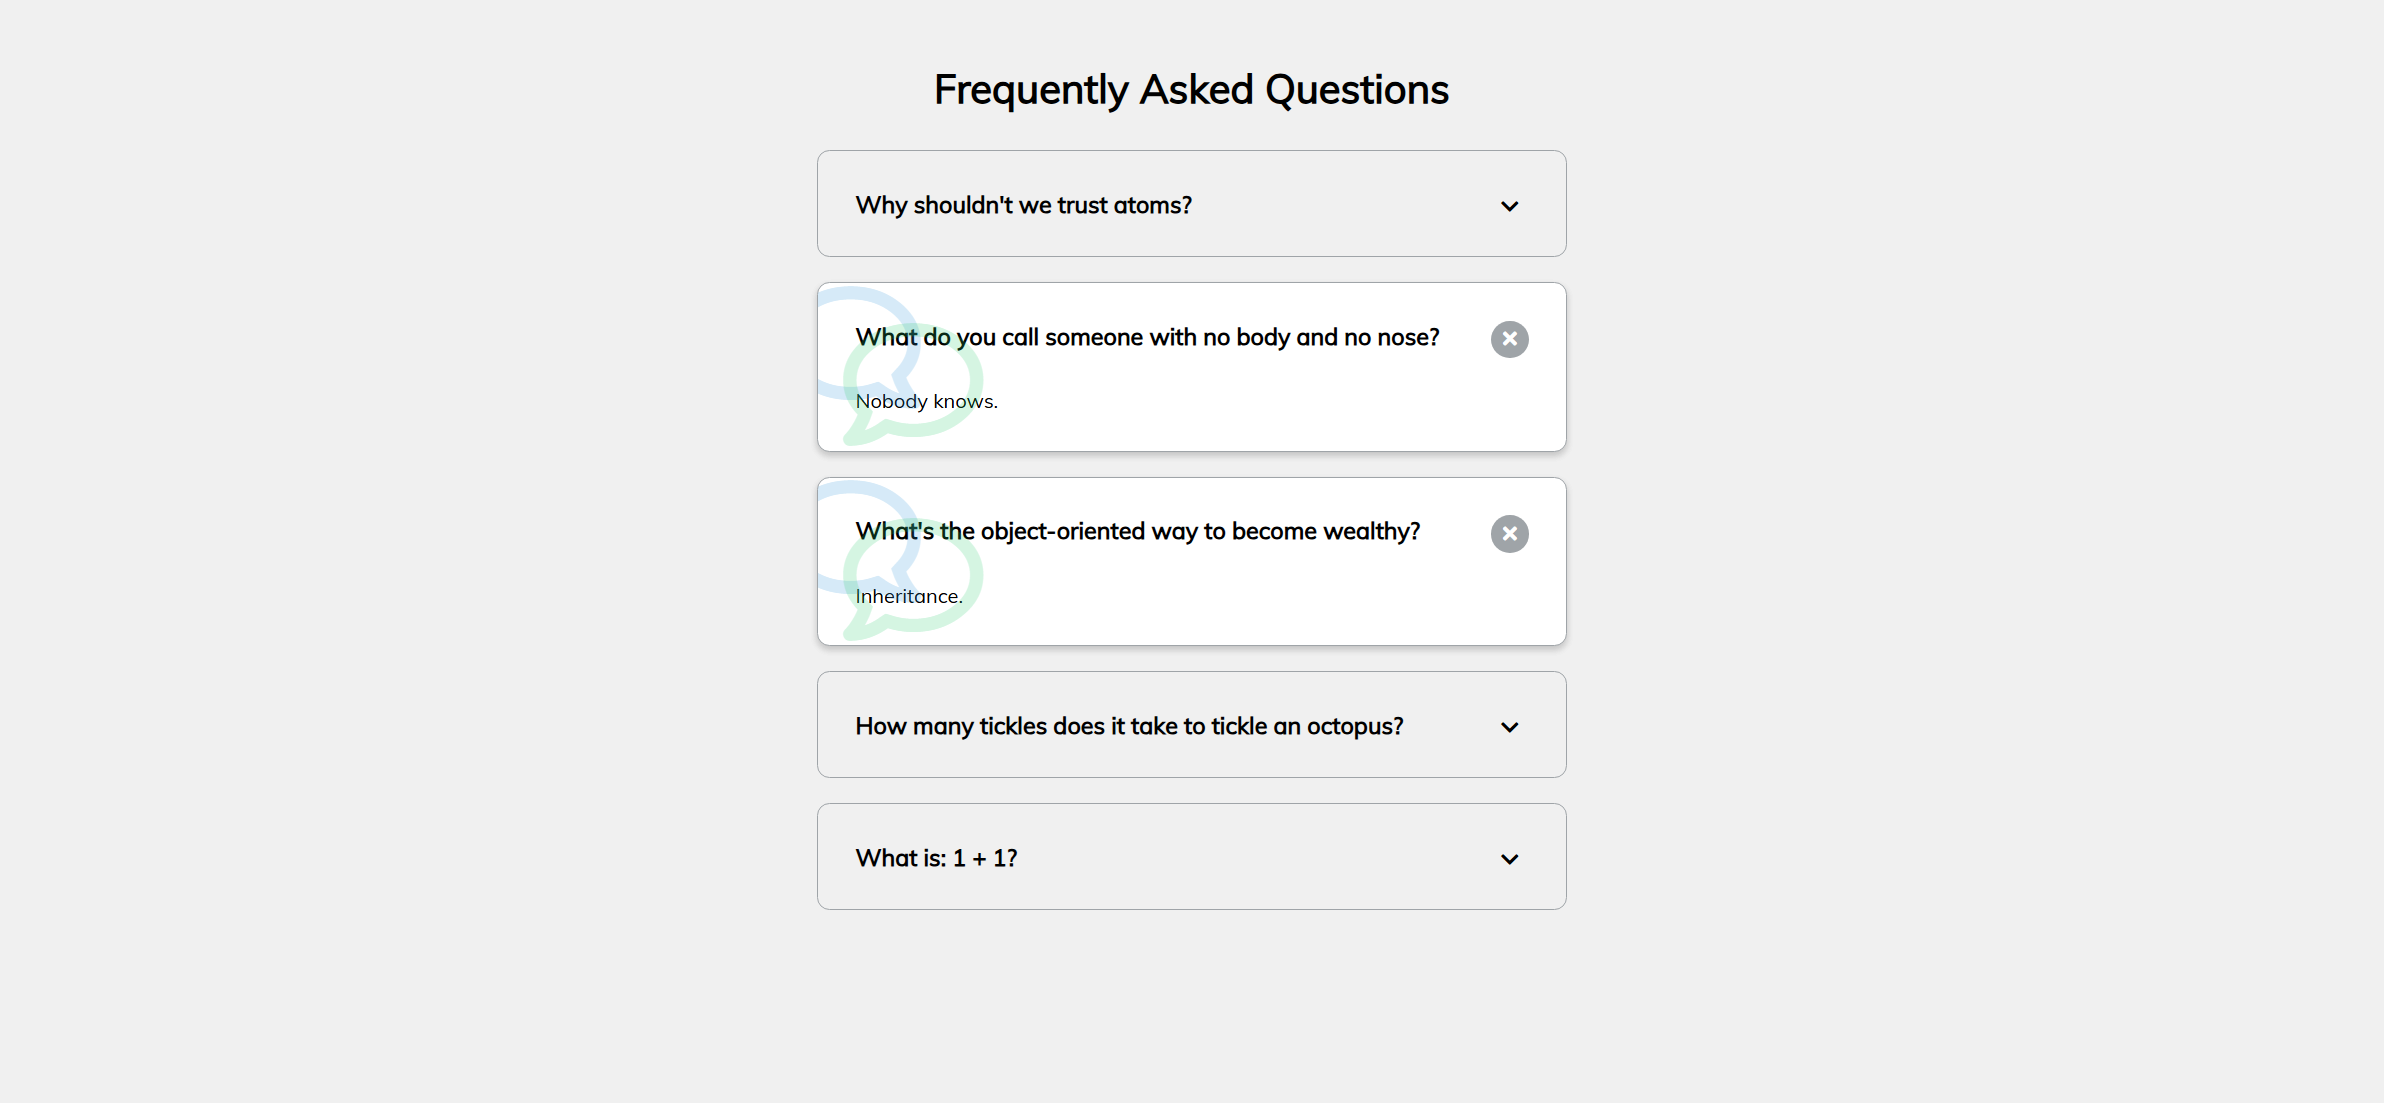 Frequently Asked Questions
Why shouldn't we trust atoms?
What do you call someone with no body and no nose?
Nobody knows.
What's the object-oriented way to become wealthy?
Inheritance.
How many tickles does it take to tickle an octopus?
What is: 1 + 1?